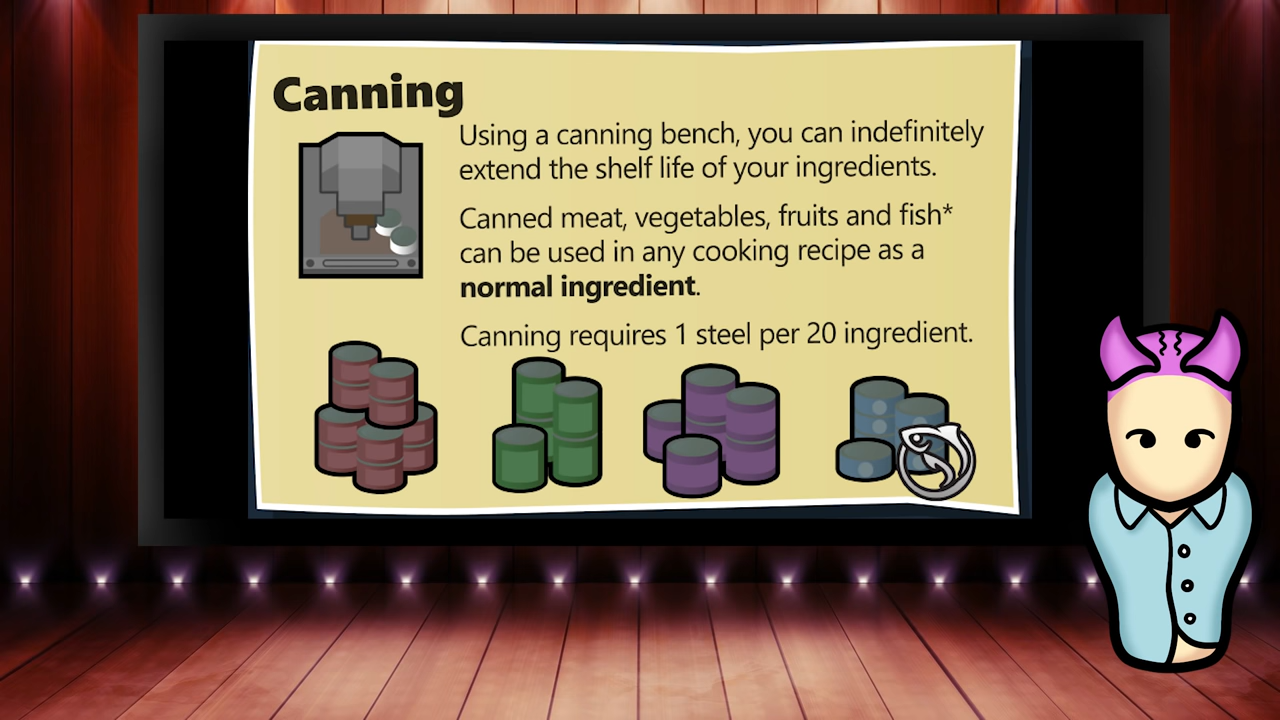 Canning
Using a canning bench, you can indefinitely
extend the shelf life of your ingredients.
Canned meat, vegetables, fruits and fish*
can be used in any cooking recipe as a
normal ingredient.
Canning requires 1 steel per 20 ingredient.